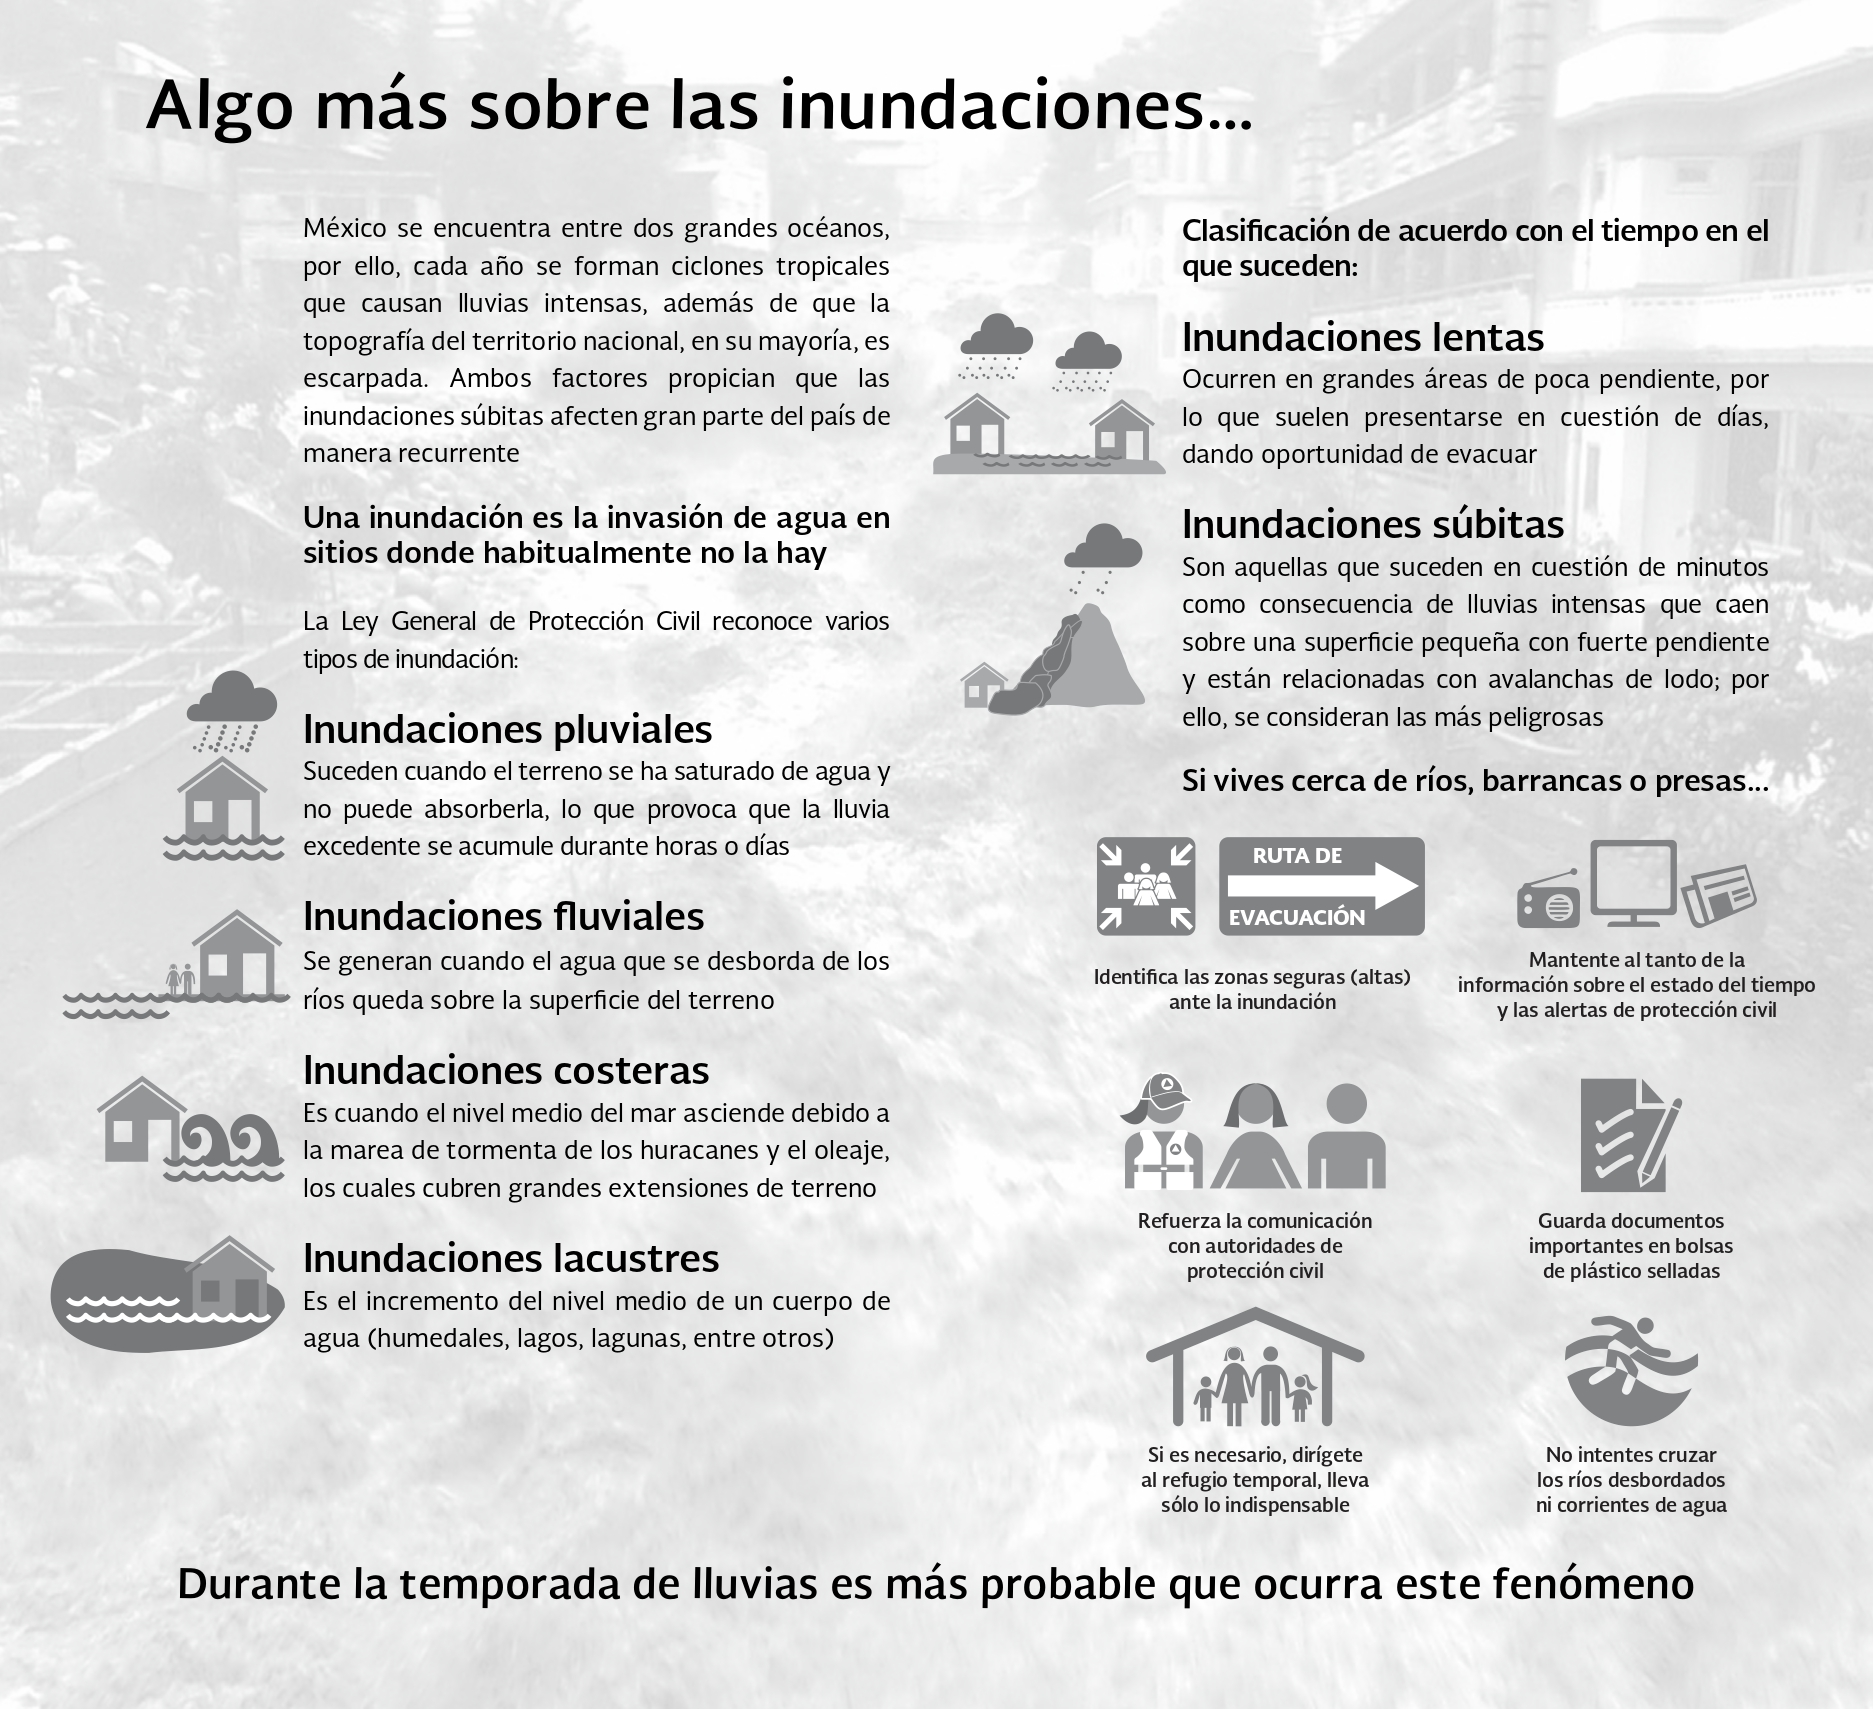 Algo más sobre las inundaciones...
México se encuentra entre dos grandes océanos,
por ello, cada año se forman ciclones tropicales
que causan lluvias intensas, además de que la
topografía del territorio nacional, en su mayoría, es
escarpada. Ambos factores propician que las
inundaciones súbitas afecten gran parte del país de
manera recurrente
Una inundación es la invasión de agua en
sitios donde habitualmente no la hay
La Ley General de Protección Civil reconoce varios
tipos de inundación:
Inundaciones pluviales
Suceden cuando el terreno se ha saturado de agua y
no puede absorberla, lo que provoca que la lluvia
excedente se acumule durante horas o días
Inundaciones fluviales
Se generan cuando el agua que se desborda de los
ríos queda sobre la superficie del terreno
Inundaciones costeras
Es cuando el nivel medio del mar asciende debido a
la marea de tormenta de los huracanes y el oleaje,
los cuales cubren grandes extensiones de terreno
Inundaciones lacustres
Es el incremento del nivel medio de un cuerpo de
agua (humedales, lagos, lagunas, entre otros)
Clasificación de acuerdo con el tiempo en el
que suceden:
Inundaciones lentas
Ocurren en grandes áreas de poca pendiente, por
lo que suelen presentarse en cuestión de días,
dando oportunidad de evacuar
Inundaciones súbitas
Son aquellas que suceden en cuestión de minutos
como consecuencia de lluvias intensas que caen
sobre una superficie pequeña con fuerte pendiente
y están relacionadas con avalanchas de lodo; por
ello, se consideran las más peligrosas
Si vives cerca de ríos, barrancas o presas...
RUTA DE
EVACUACIÓN
Identifica las zonas seguras (altas)
ante la inundación
Mantente al tanto de la
información sobre el estado del tiempo
y las alertas de protección civil
Refuerza la comunicación
con autoridades de
protección civil
Guarda documentos
importantes en bolsas
de plástico selladas
Si es necesario, dirígete
al refugio temporal, lleva
sólo lo indispensable
No intentes cruzar
los ríos desbordados
ni corrientes de agua
Durante la temporada de lluvias es más probable que ocurra este fenómeno